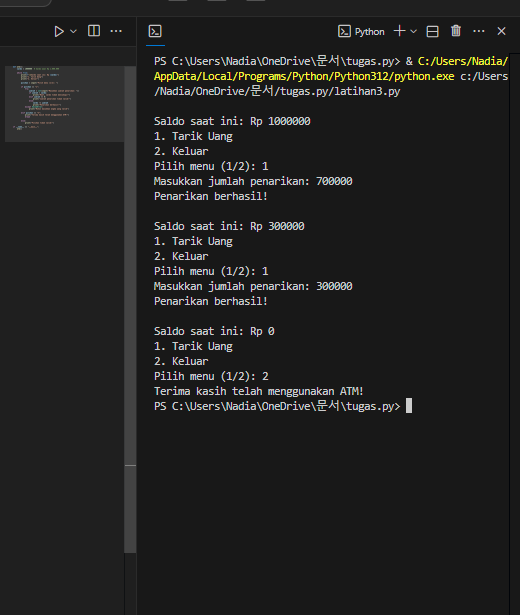 Python
PS C:\Users\Nadia\OneDrive\문서\tugas.py> & C:/Users/Nadia/
AppData/Local/Programs/Python/Python312/python.exe c:/Users
/Nadia/OneDrive/문서/tugas.py/latihan3.py
Saldo saat ini: Rp 1000000
1. Tarik Uang
2. Keluar
Pilih menu (1/2): 1
Masukkan jumlah penarikan: 700000
Penarikan berhasil!
Saldo saat ini: Rp 300000
1. Tarik Uang
2. Keluar
Pilih menu (1/2): 1
Masukkan jumlah penarikan: 300000
Penarikan berhasil!
Saldo saat ini: Rp 0
1. Tarik Uang
2. Keluar
Pilih menu (1/2): 2
Terima kasih telah menggunakan ATM!
PS C:\Users\Nadia\OneDrive\문서\tugas.py>